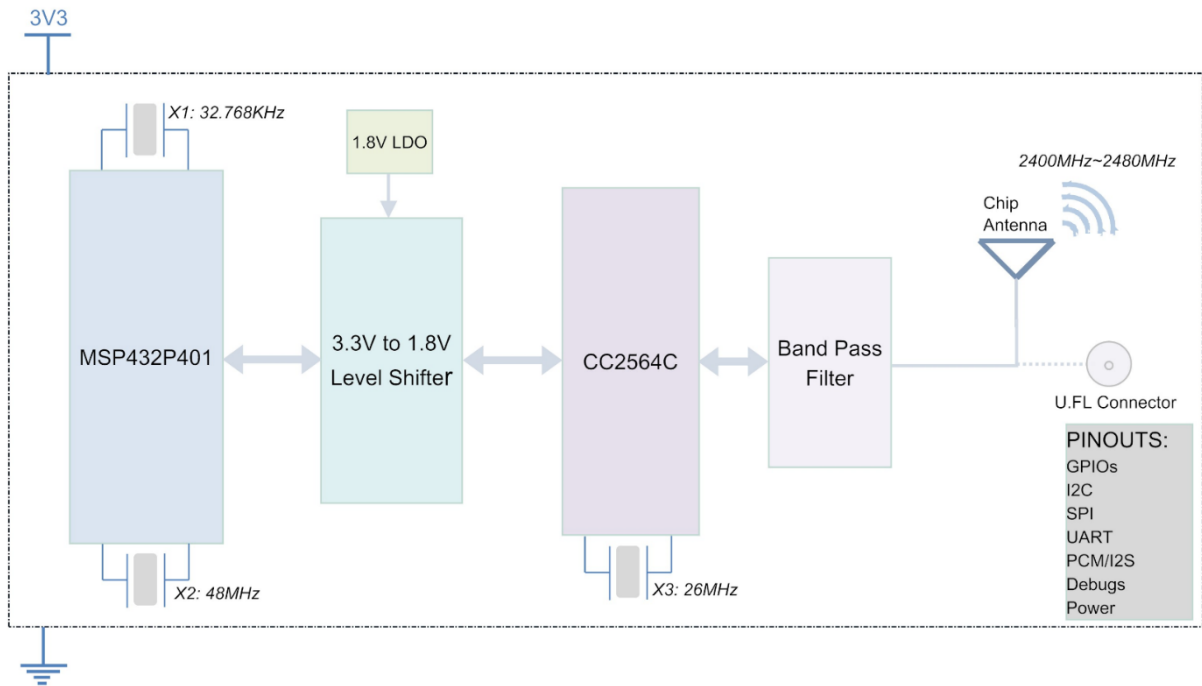 3V3
X1: 32.768KHz
1.8V LDO
2400MHz~2480MHz
Chip
Antenna
MSP432P401
3.3V to 1.8V
Level Shifter
CC2564C
Band Pass
Filter
U.FL Connector
X2: 48MHz
X3: 26MHz
PINOUTS:
GPIOs
I2C
SPI
UART
PCM/I2S
Debugs
Power